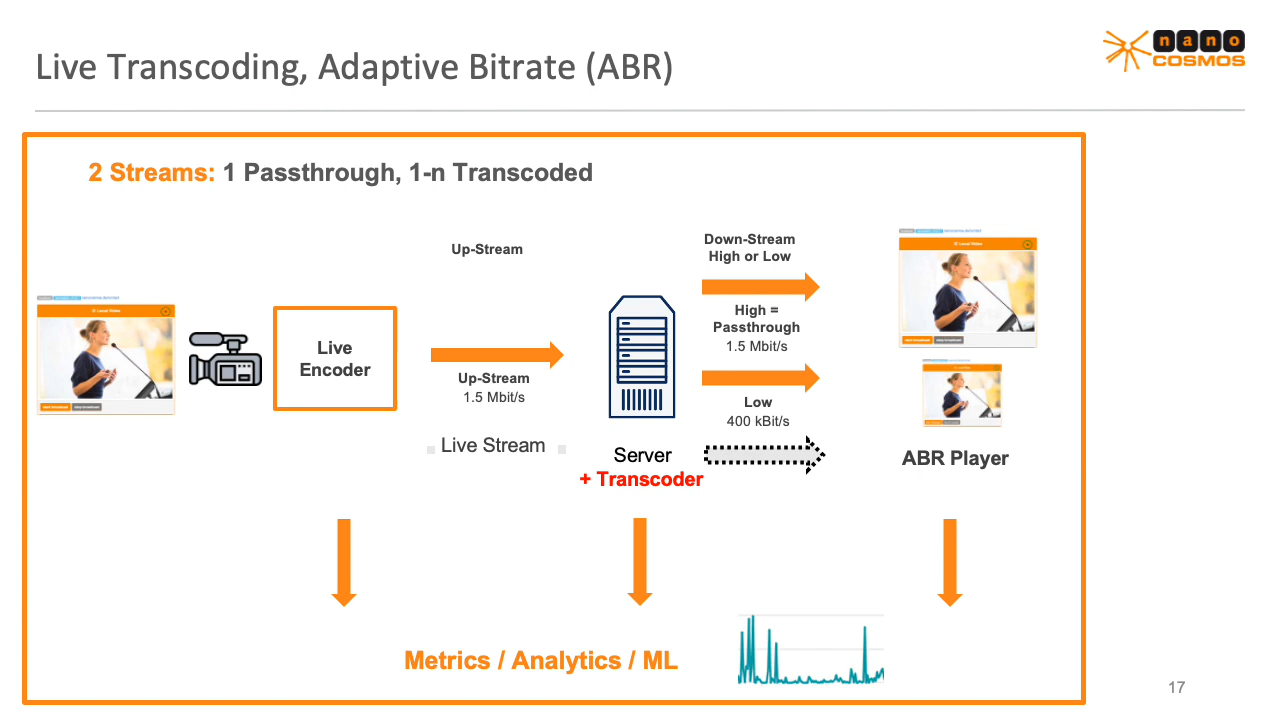 Live Transcoding, Adaptive Bitrate (ABR)
nano
COSMOS
2 Streams: 1 Passthrough, 1-n Transcoded
Up-Stream
Down-Stream
High or Low
High =
Passthrough
1.5 Mbit/s
Live
Encoder
Up-Stream
1.5 Mbit/s
Low
400 kBit/s
Live Stream
Server
+ Transcoder
ABR Player
Metrics / Analytics / ML
17